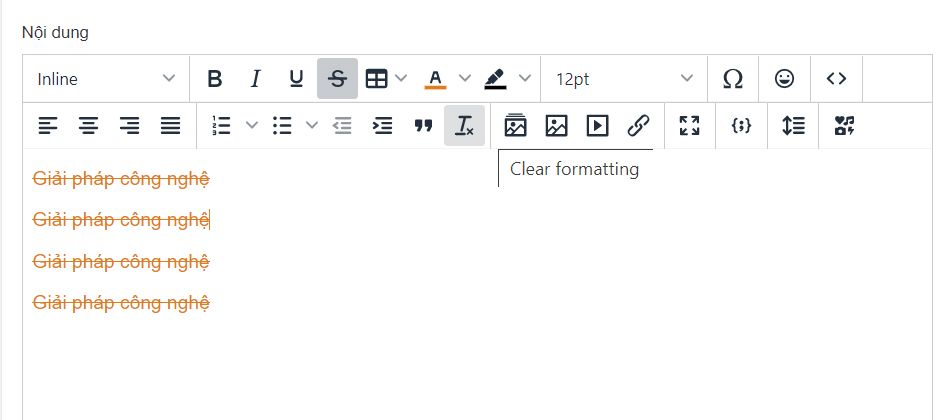 Nội dung
Inline B I U S A 12pt Ω
Clear formatting
Giải pháp công nghệ
Giải pháp công nghệ
Giải pháp công nghệ
Giải pháp công nghệ